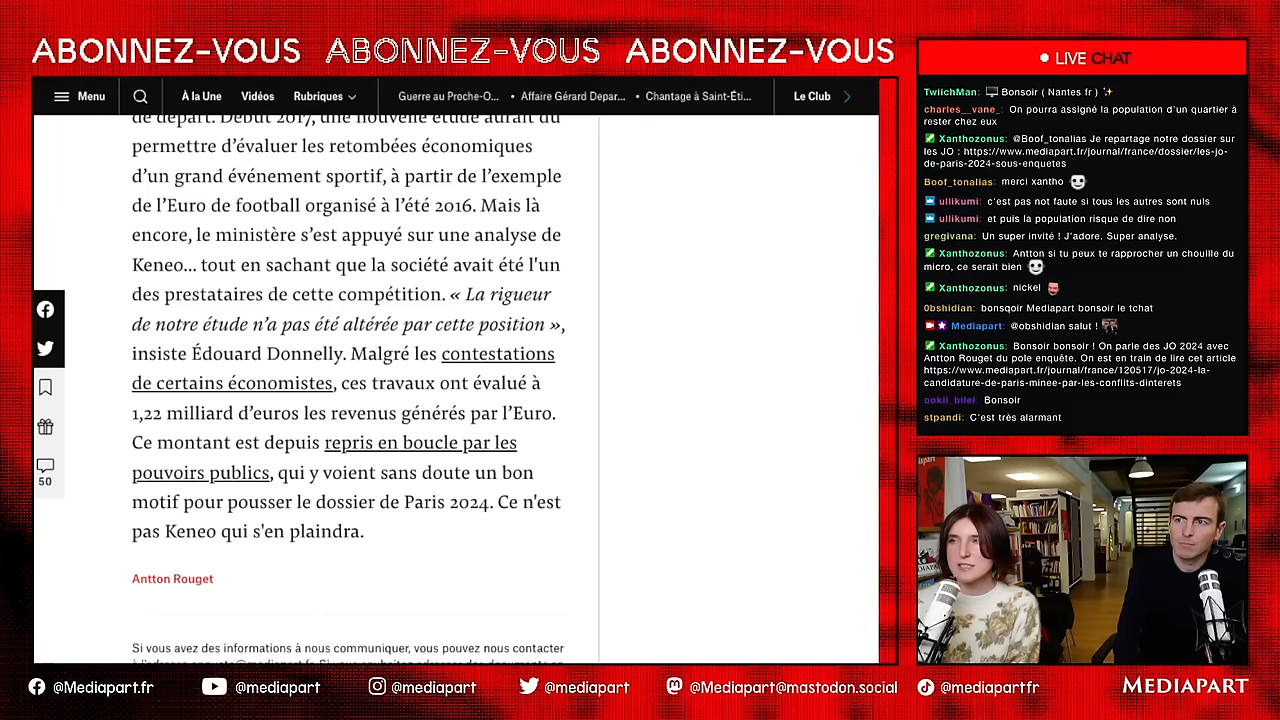 ABONNEZ-VOUS ABONNEZ-VOUS ABONNEZ-VOUS
Menu À la Une Vidéos Rubriques Guerre au Proche-O... • Affaires Gérard Depar... • Chantage à Saint-Éti... Le Club
de départ. Début 2017, une nouvelle étude aurait dû
permettre d'évaluer les retombées économiques
d'un grand événement sportif, à partir de l'exemple
de l'Euro de football organisé à l'été 2016. Mais là
encore, le ministère s'est appuyé sur une analyse de
Keneo... tout en sachant que la société avait été l'un
des prestataires de cette compétition. « La rigueur
de notre étude n'a pas été altérée par cette position »,
insiste Édouard Donnelly. Malgré les contestations
de certains économistes, ces travaux ont évalué à
1,22 milliard d'euros les revenus générés par l'Euro.
Ce montant est depuis repris en boucle par les
pouvoirs publics, qui y voient sans doute un bon
motif pour pousser le dossier de Paris 2024. Ce n'est
pas Keneo qui s'en plaindra.
50
Antton Rouget
Si vous avez des informations à nous communiquer, vous pouvez nous contacter
LIVE CHAT
TwiichMan: Bonsoir ( Nantes fr )
charles__vane_: On pourra assigné la population d'un quartier à
rester chez eux
Xanthozonus: @Boof_tonalias Je repartage notre dossier sur
les JO : https://www.mediapart.fr/journal/france/dossier/les-jo-
de-paris-2024-sous-enquetes
Boof_tonalias: merci xantho
ullikumi: c'est pas not faute si tous les autres sont nuls
ullikumi: et puis la population risque de dire non
gregivana: Un super invité ! J'adore. Super analyse.
Xanthozonus: Antton si tu peux te rapprocher un chouille du
micro, ce serait bien
Xanthozonus: nickel
0bshidian: bonsqoir Mediapart bonsoir le tchat
Mediapart: @obshidian salut !
Xanthozonus: Bonsoir bonsoir ! On parle des JO 2024 avec
Antton Rouget du pole enquête. On est en train de lire cet article
https://www.mediapart.fr/journal/france/120517/jo-2024-la-
candidature-de-paris-minee-par-les-conflits-dinterets
ookii_bilei: Bonsoir
stpandi: C'est très alarmant
@Mediapart.fr @mediapart @mediapart @mediapart @Mediapart@mastodon.social @mediapartfr MEDIAPART